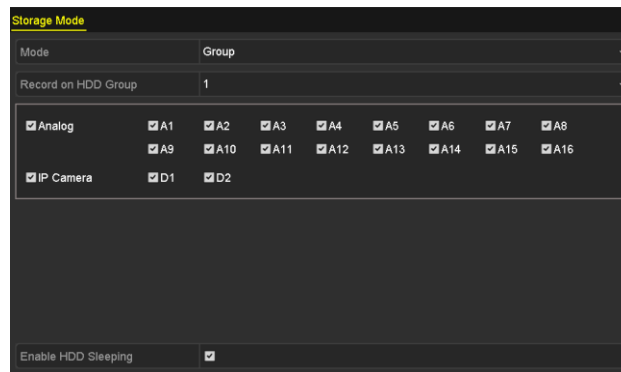 Storage Mode
Mode Group
Record on HDD Group 1
Analog A1 A2 A3 A4 A5 A6 A7 A8
A9 A10 A11 A12 A13 A14 A15 A16
IP Camera D1 D2
Enable HDD Sleeping